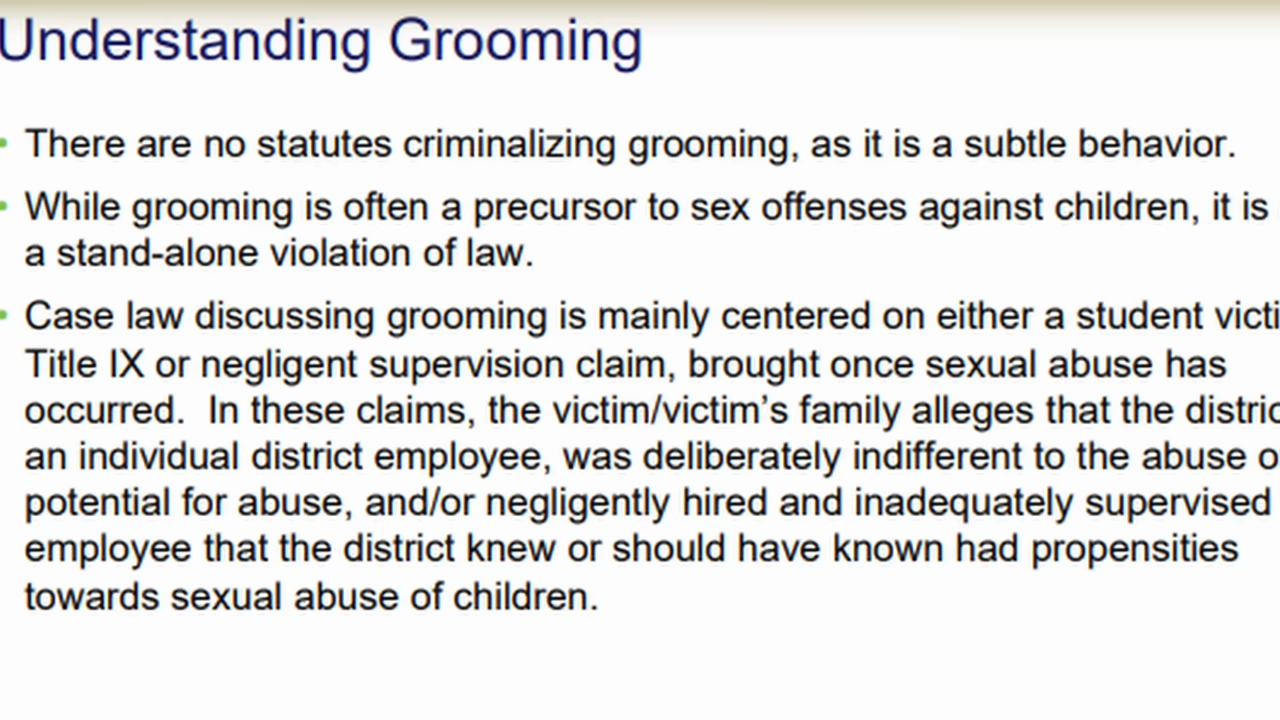 Understanding Grooming
• There are no statutes criminalizing grooming, as it is a subtle behavior.
• While grooming is often a precursor to sex offenses against children, it is
a stand-alone violation of law.
• Case law discussing grooming is mainly centered on either a student victi
Title IX or negligent supervision claim, brought once sexual abuse has
occurred.  In these claims, the victim/victim’s family alleges that the distric
an individual district employee, was deliberately indifferent to the abuse o
potential for abuse, and/or negligently hired and inadequately supervised
employee that the district knew or should have known had propensities
towards sexual abuse of children.